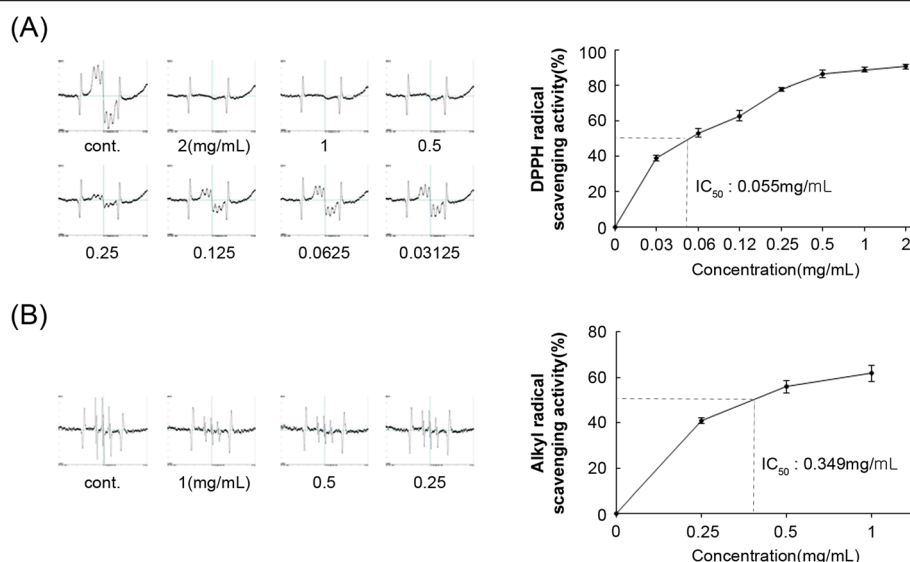 (A)
cont.
2(mg/mL)
1
0.5
0.25
0.125
0.0625
0.03125
DPPH radical
scavenging activity(%)
100
80
60
40
20
0
IC50 : 0.055mg/mL
0 0.03 0.06 0.12 0.25 0.5 1 2
Concentration(mg/mL)
(B)
cont.
1(mg/mL)
0.5
0.25
Alkyl radical
scavenging activity(%)
80
60
40
20
0
IC50 : 0.349mg/mL
0 0.25 0.5 1
Concentration(mg/mL)